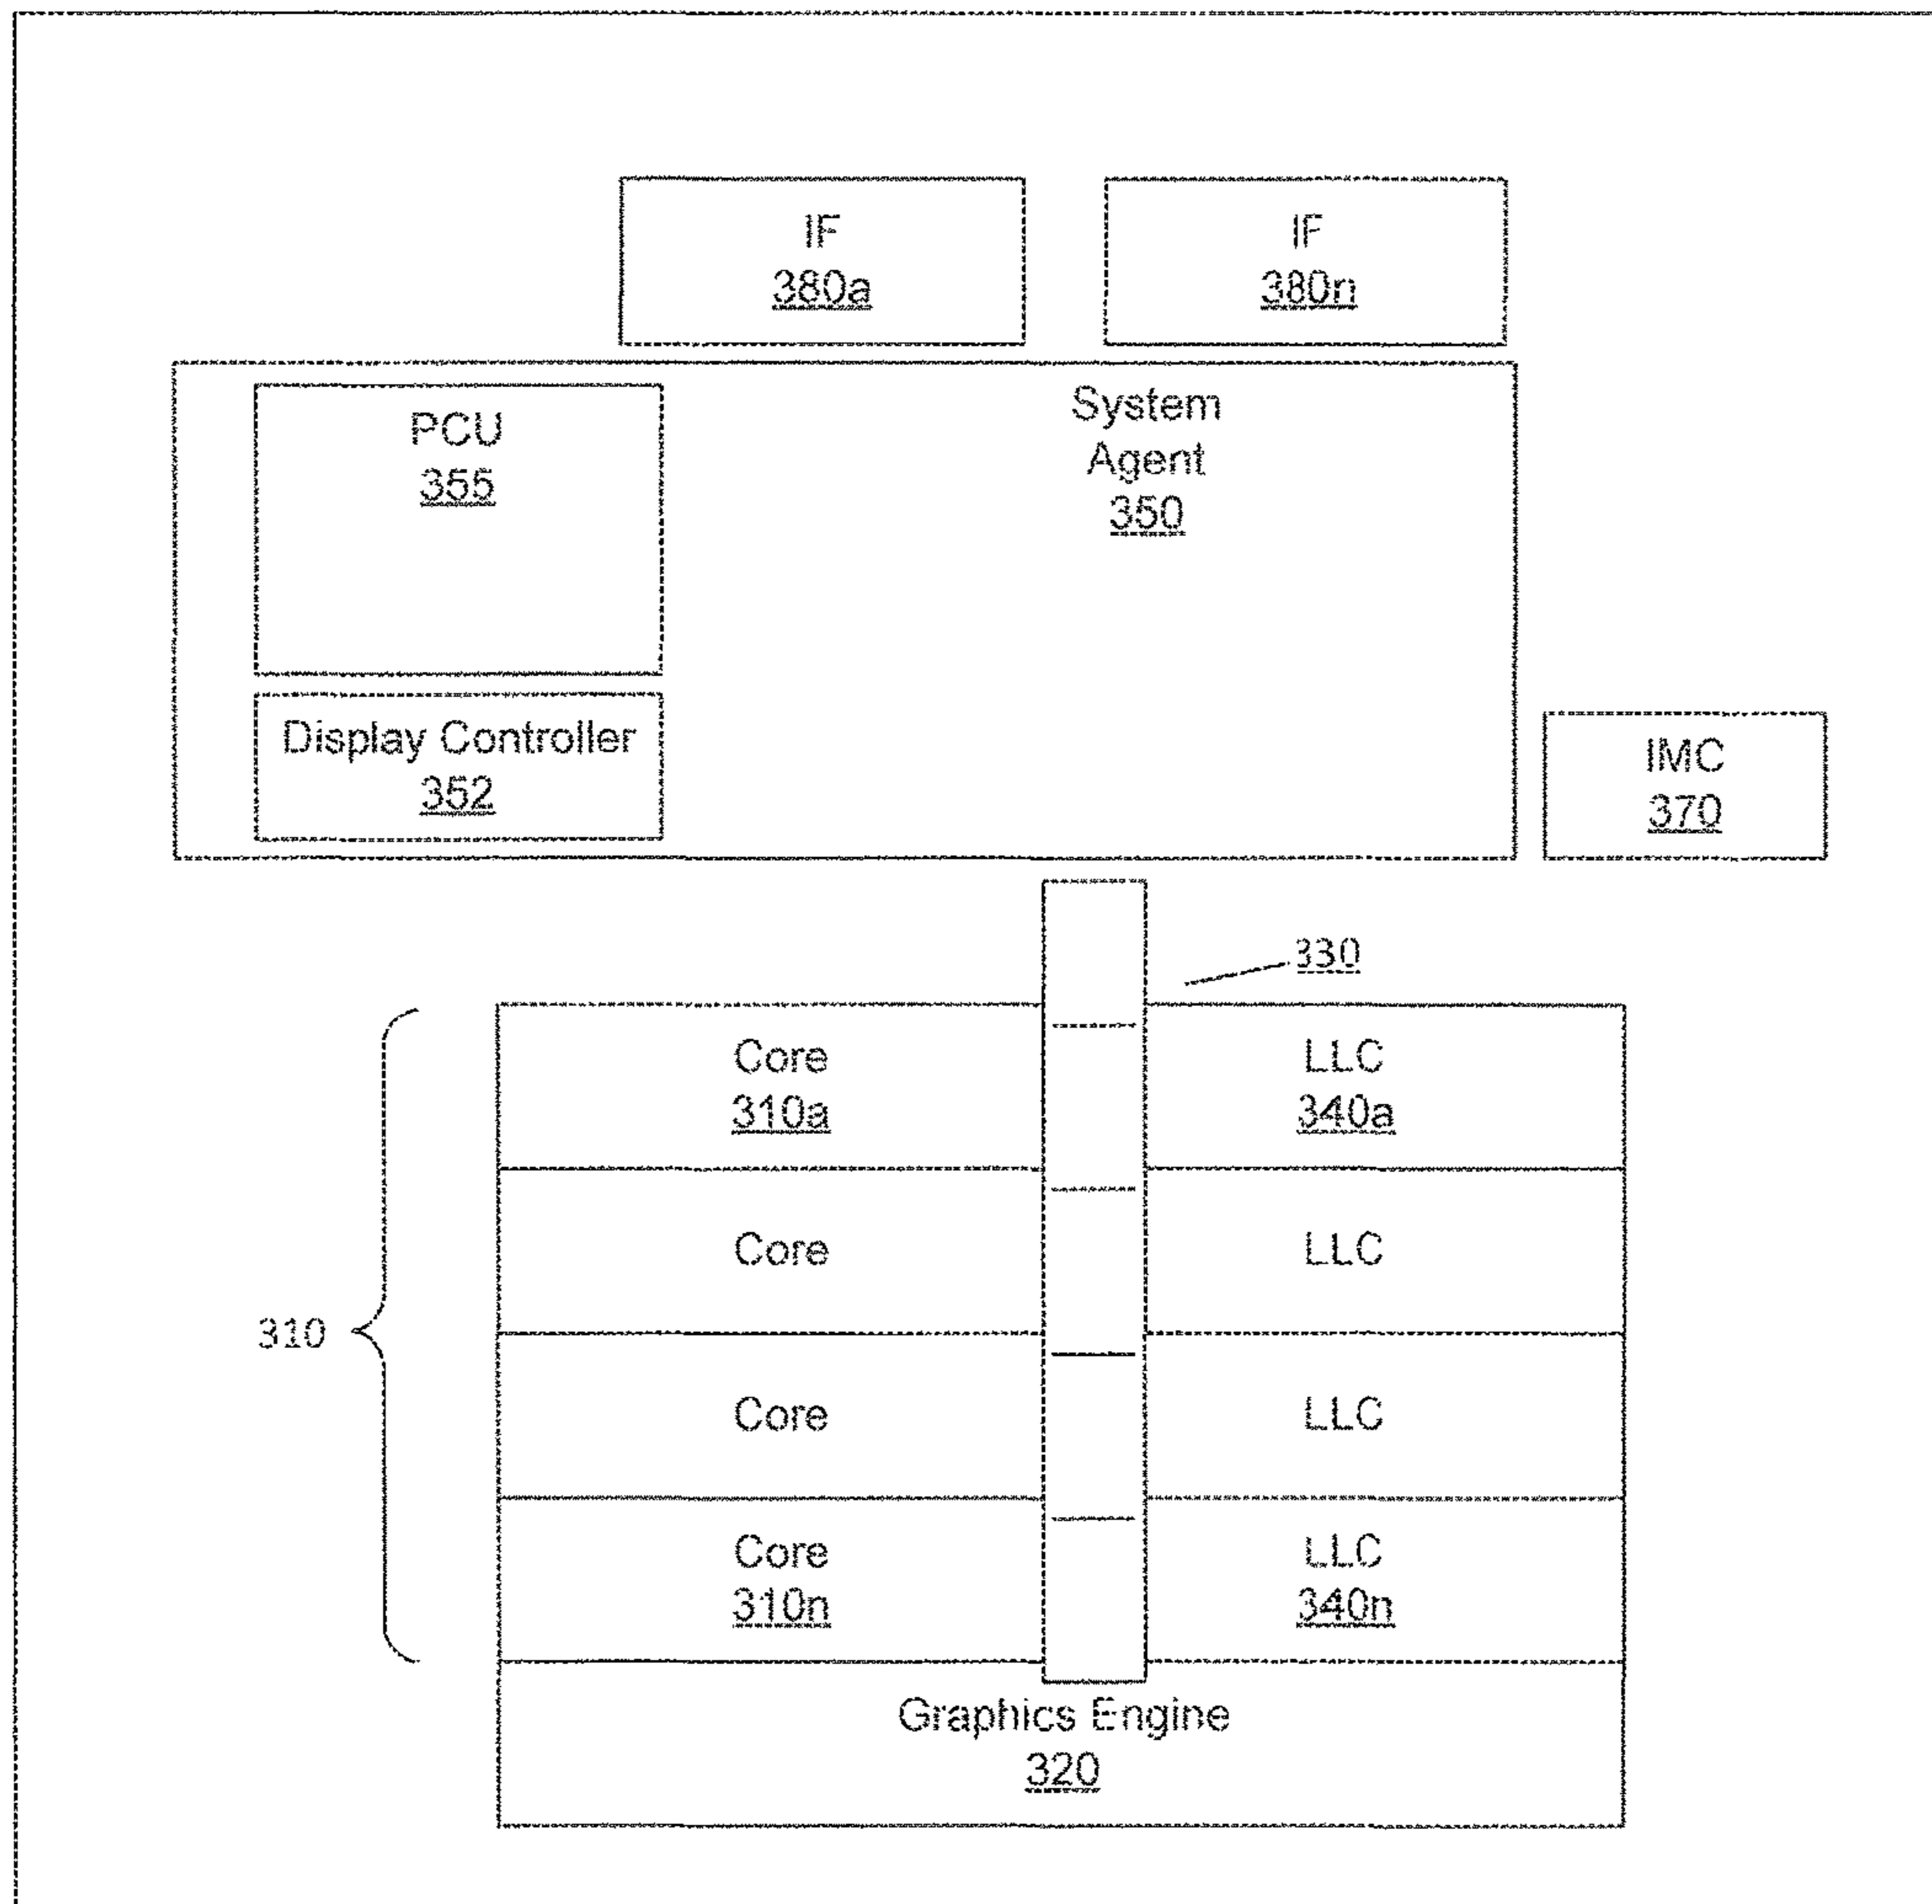 IF
380a
IF
380n
PCU
355
System
Agent
350
Display Controller
352
IMC
370
330
Core
310a
LLC
340a
Core
LLC
310
Core
LLC
Core
310n
LLC
340n
Graphics Engine
320